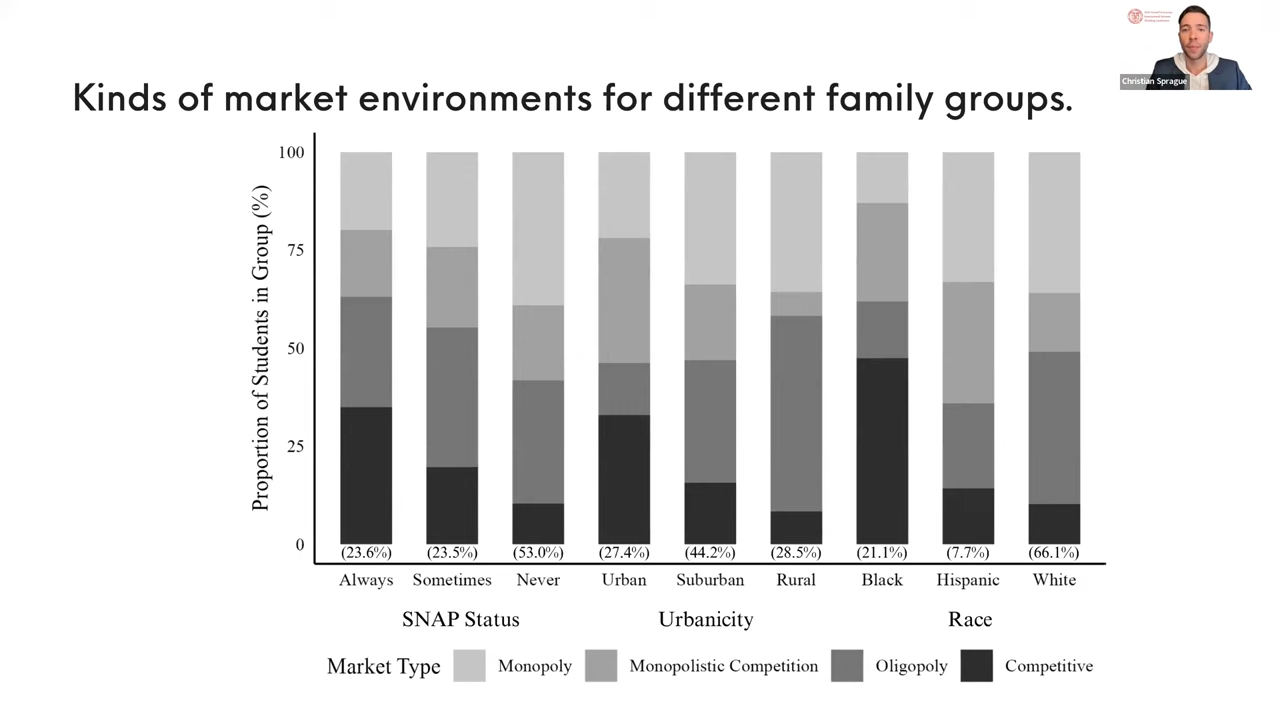 Christian Sprague
Kinds of market environments for different family groups.
Proportion of Students in Group (%)
100
75
50
25
0
(23.6%) (23.5%) (53.0%) (27.4%) (44.2%) (28.5%) (21.1%) (7.7%) (66.1%)
Always Sometimes Never Urban Suburban Rural Black Hispanic White
SNAP Status Urbanicity Race
Market Type Monopoly Monopolistic Competition Oligopoly Competitive